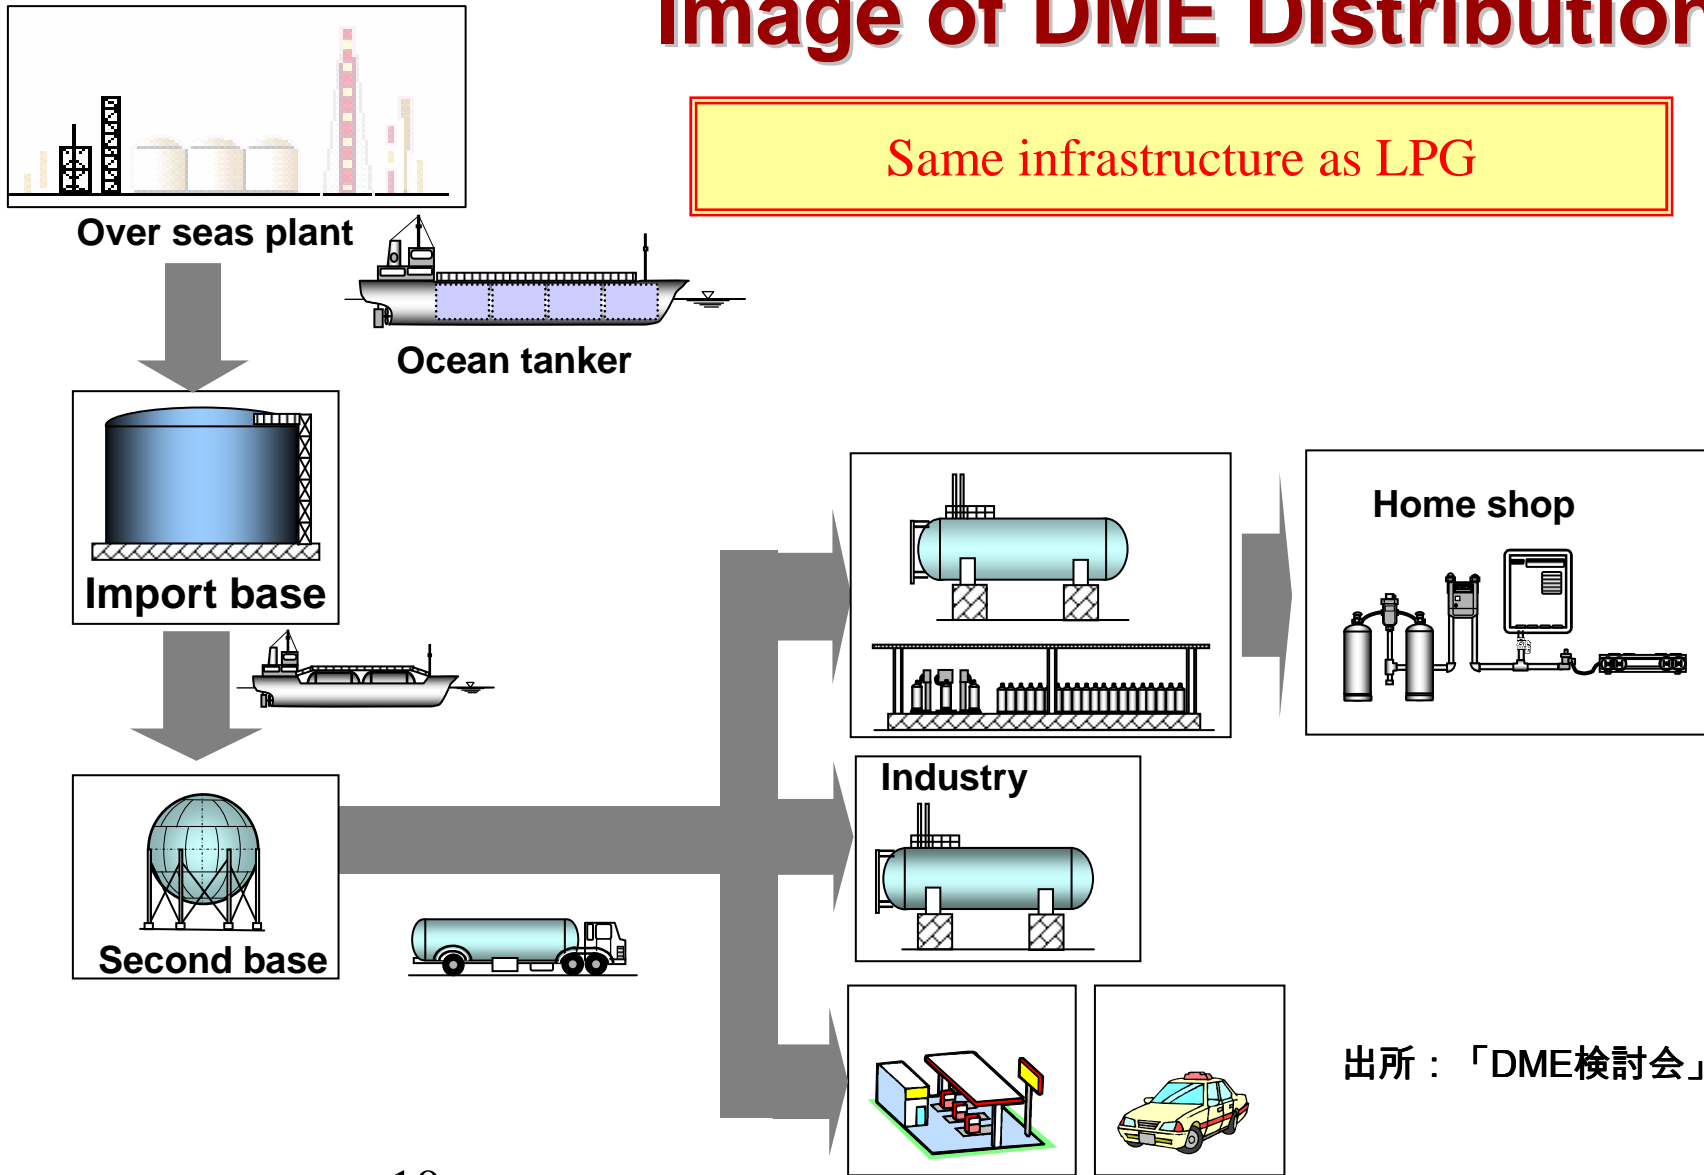 Image of DME Distribution
Same infrastructure as LPG
Over seas plant
Ocean tanker
Import base
Home shop
Industry
Second base
出所：「DME検討会」